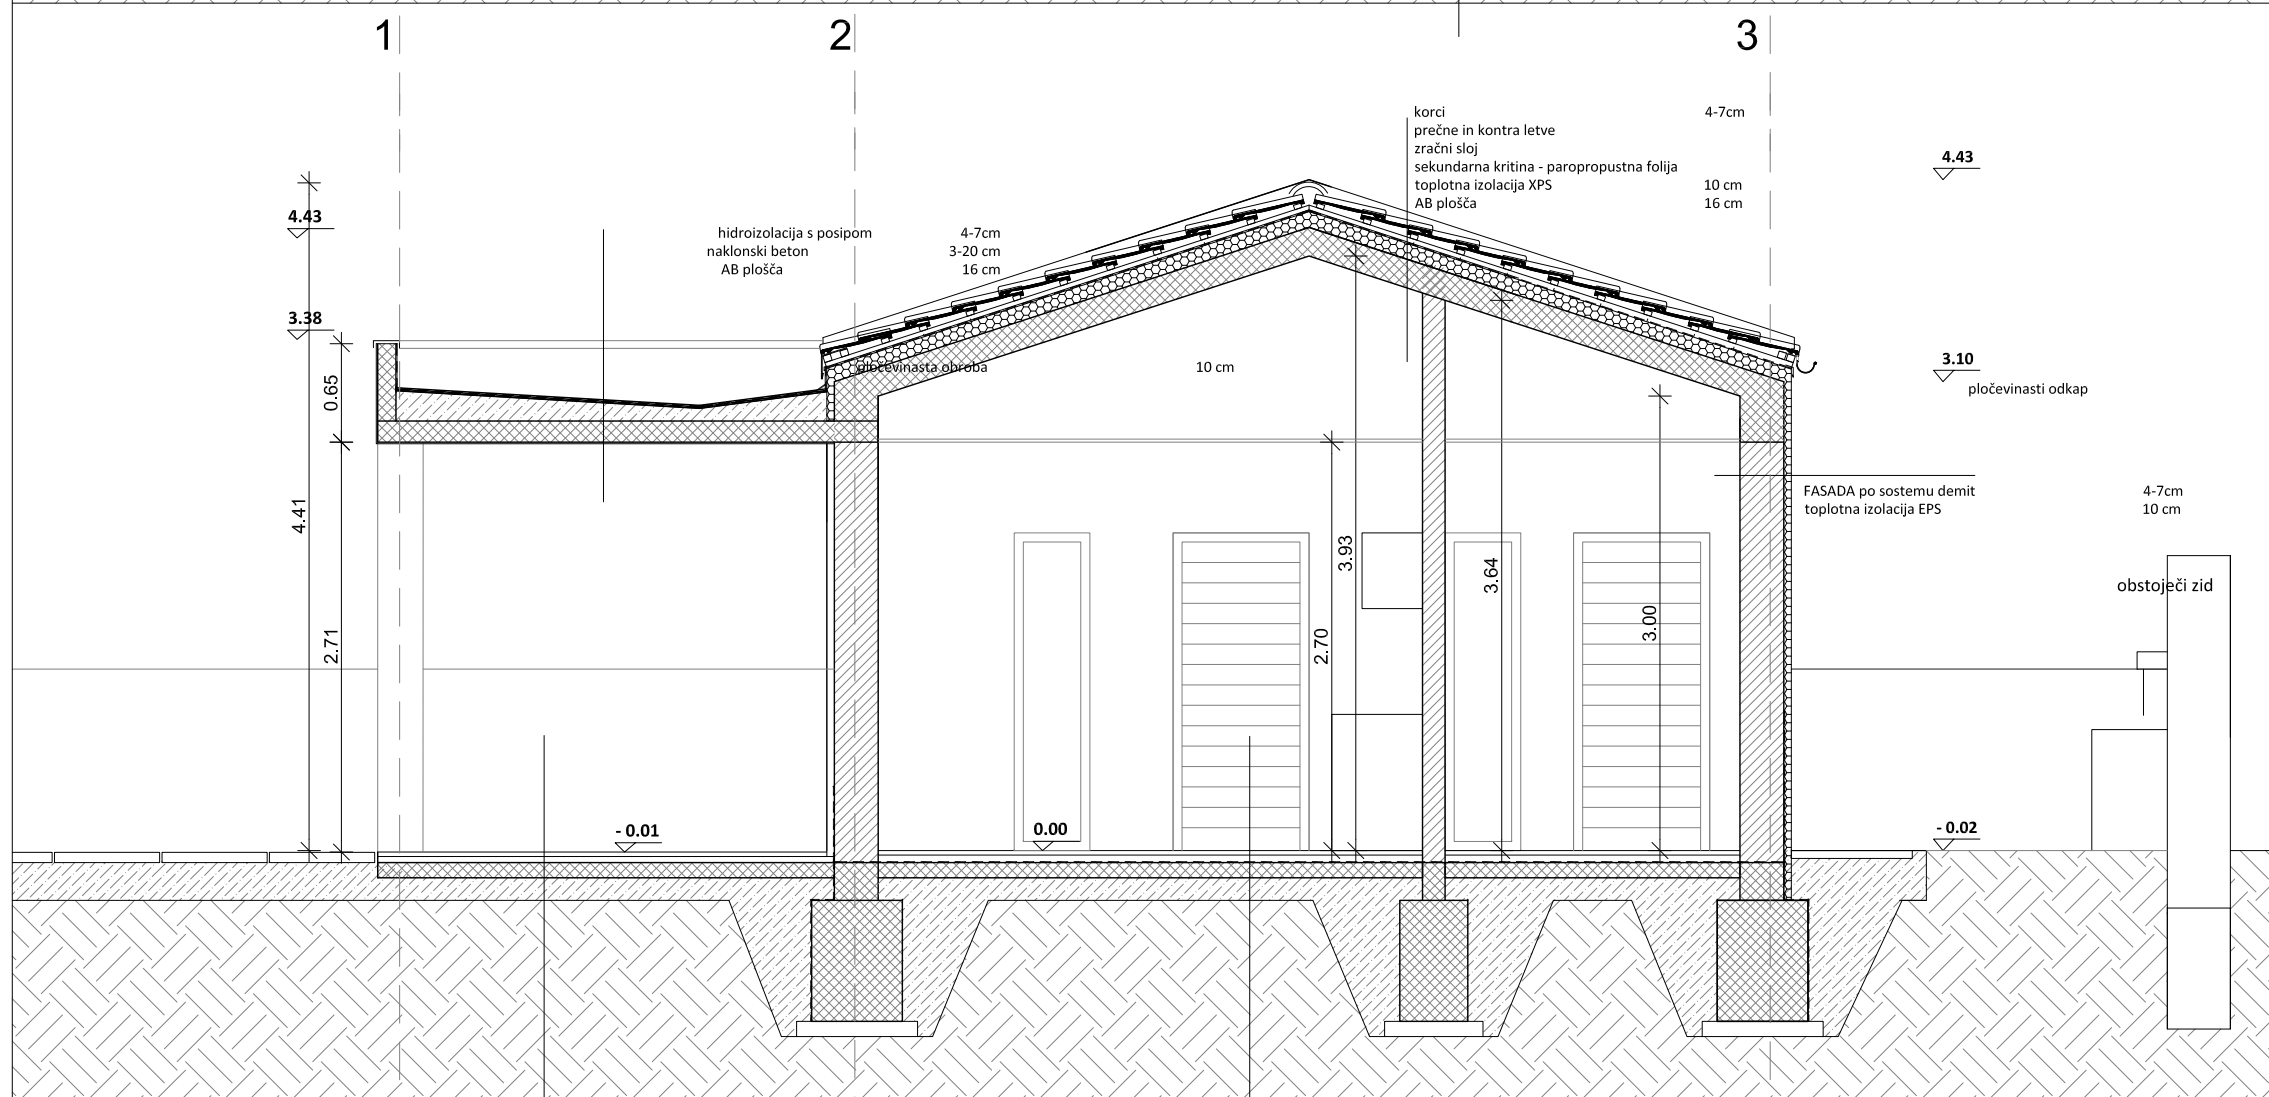 1
2
3
korci 4-7cm
prečne in kontra letve
zračni sloj
sekundarna kritina - paropropustna folija
toplotna izolacija XPS 10 cm
AB plošča 16 cm
4.43
4.43
hidroizolacija s posipom 4-7cm
naklonski beton 3-20 cm
AB plošča 16 cm
3.38
pločevinasta obroba 10 cm
3.10
pločevinasti odkap
0.65
4.41
2.71
FASADA po sostemu demit 4-7cm
toplotna izolacija EPS 10 cm
3.93
3.64
3.00
2.70
obstoječi zid
- 0.01
0.00
- 0.02